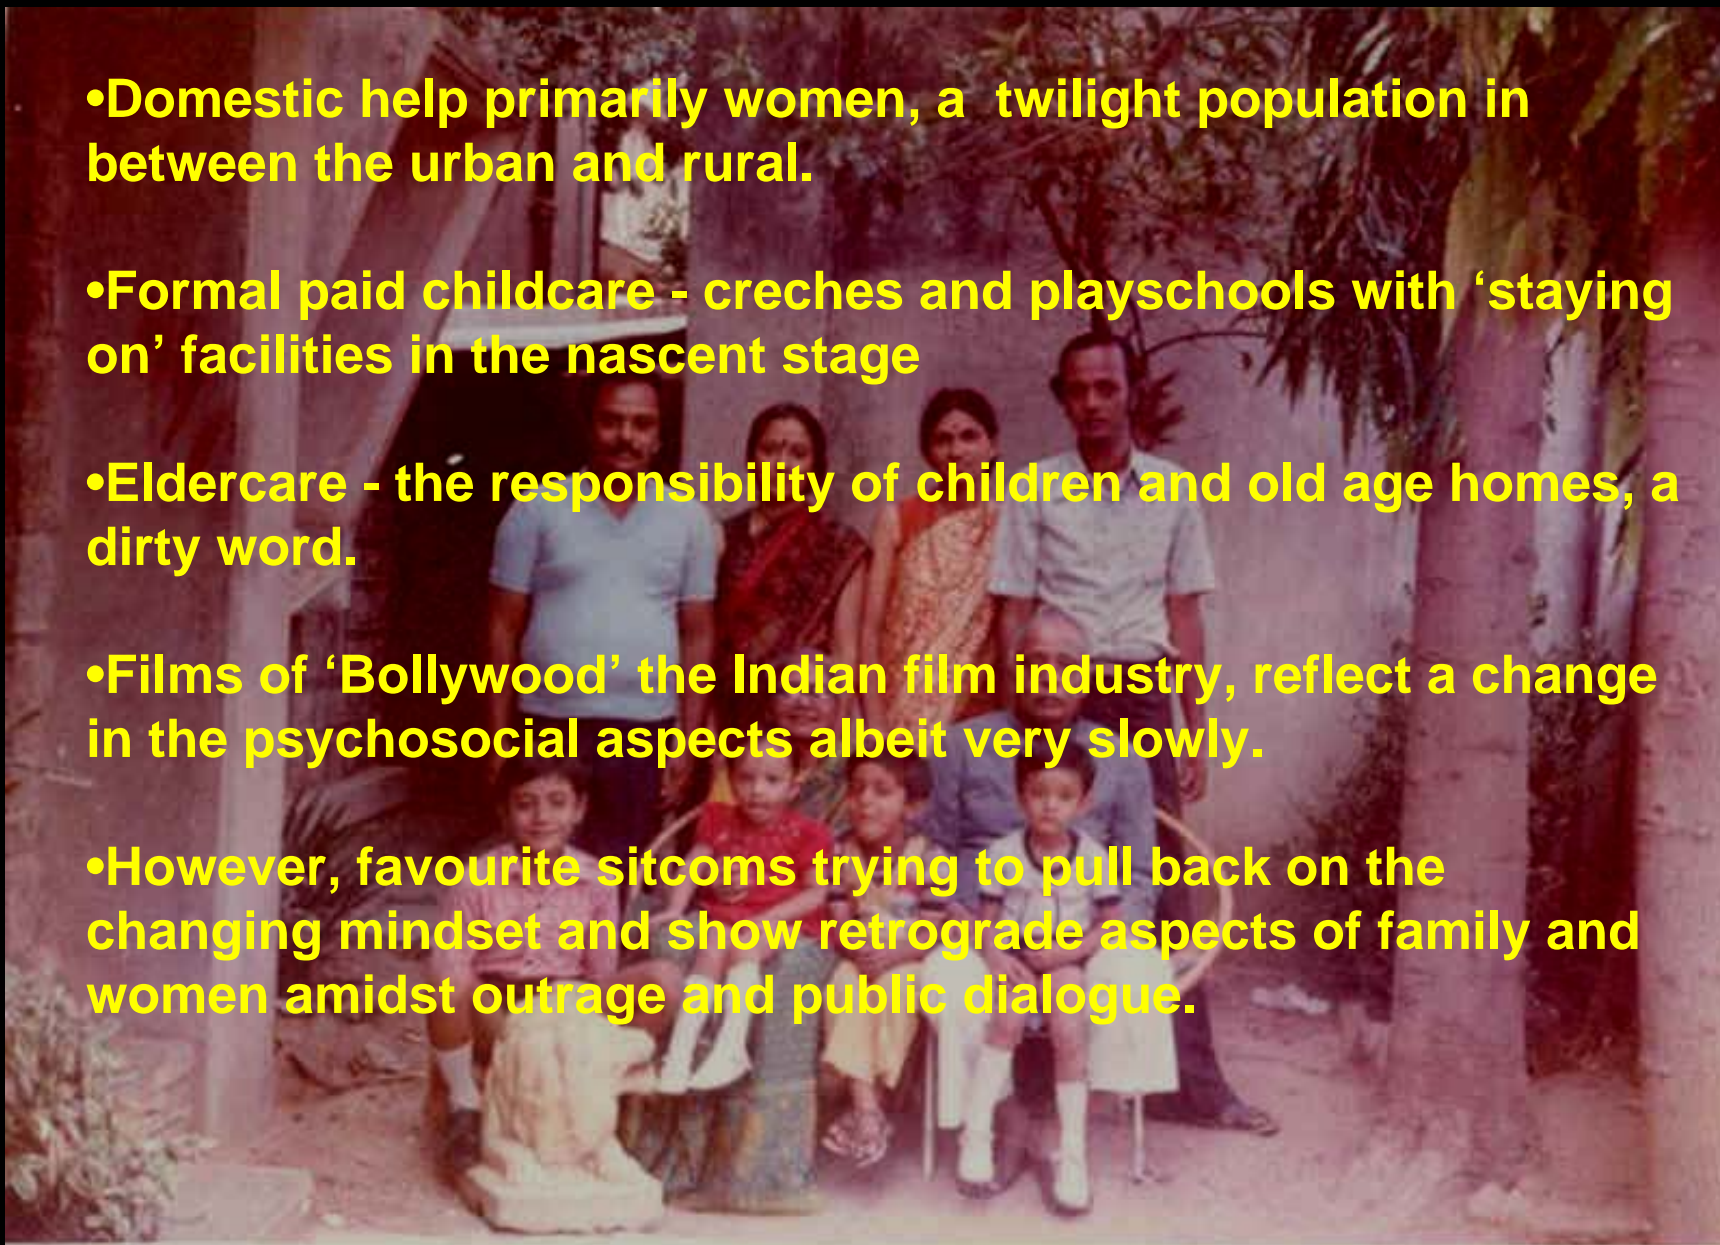 •Domestic help primarily women, a twilight population in
between the urban and rural.
•Formal paid childcare - creches and playschools with ‘staying
on’ facilities in the nascent stage
•Eldercare - the responsibility of children and old age homes, a
dirty word.
•Films of ‘Bollywood’ the Indian film industry, reflect a change
in the psychosocial aspects albeit very slowly.
•However, favourite sitcoms trying to pull back on the
changing mindset and show retrograde aspects of family and
women amidst outrage and public dialogue.